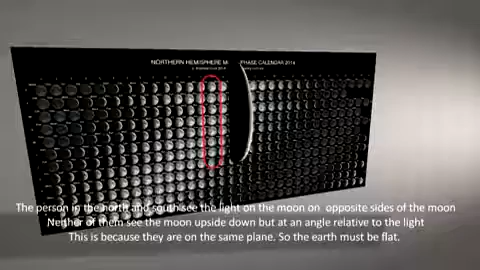 NORTHERN HEMISPHERE PHASE CALENDAR
The person in the north and south see the light on the moon on opposite sides of the moon
Neither of them see the moon upside down but at an angle relative to the light
This is because they are on the same plane. So the earth must be flat.